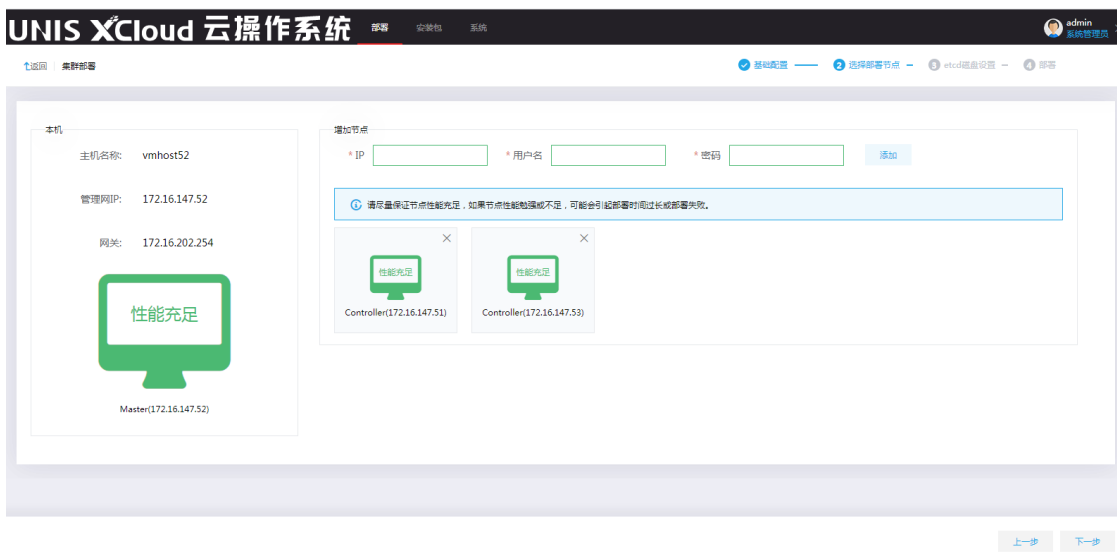 UNIS XCloud 云操作系统 部署 安装包 系统 admin
系统管理员
返回 集群部署 基础配置 2 选择部署节点 3 etcd磁盘设置 4 部署
本机
主机名称: vmhost52
管理网IP: 172.16.147.52
网关: 172.16.202.254
性能充足
Master(172.16.147.52)
增加节点
* IP * 用户名 * 密码 添加
请尽量保证节点性能充足，如果节点性能勉强或不足，可能会引起部署时间过长或部署失败。
性能充足 性能充足
Controller(172.16.147.51) Controller(172.16.147.53)
上一步 下一步